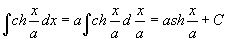 ∫ch x/a dx = a∫ch x/a d x/a = ash x/a + C